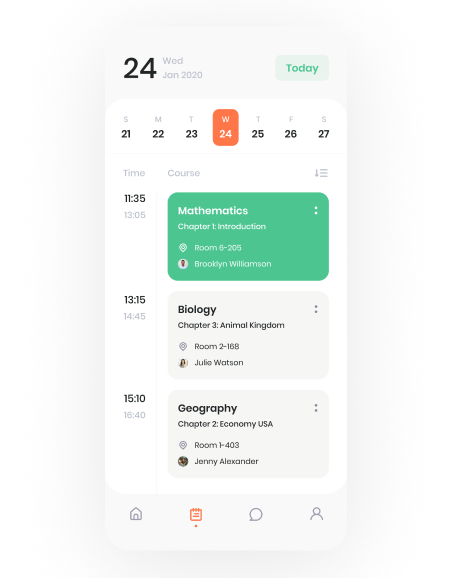 24 Wed
Jan 2020
Today
S M T W T F S
21 22 23 24 25 26 27
Time Course
11:35
13:05
Mathematics
Chapter 1: Introduction
Room 6-205
Brooklyn Williamson
13:15
14:45
Biology
Chapter 3: Animal Kingdom
Room 2-168
Julie Watson
15:10
16:40
Geography
Chapter 2: Economy USA
Room 1-403
Jenny Alexander